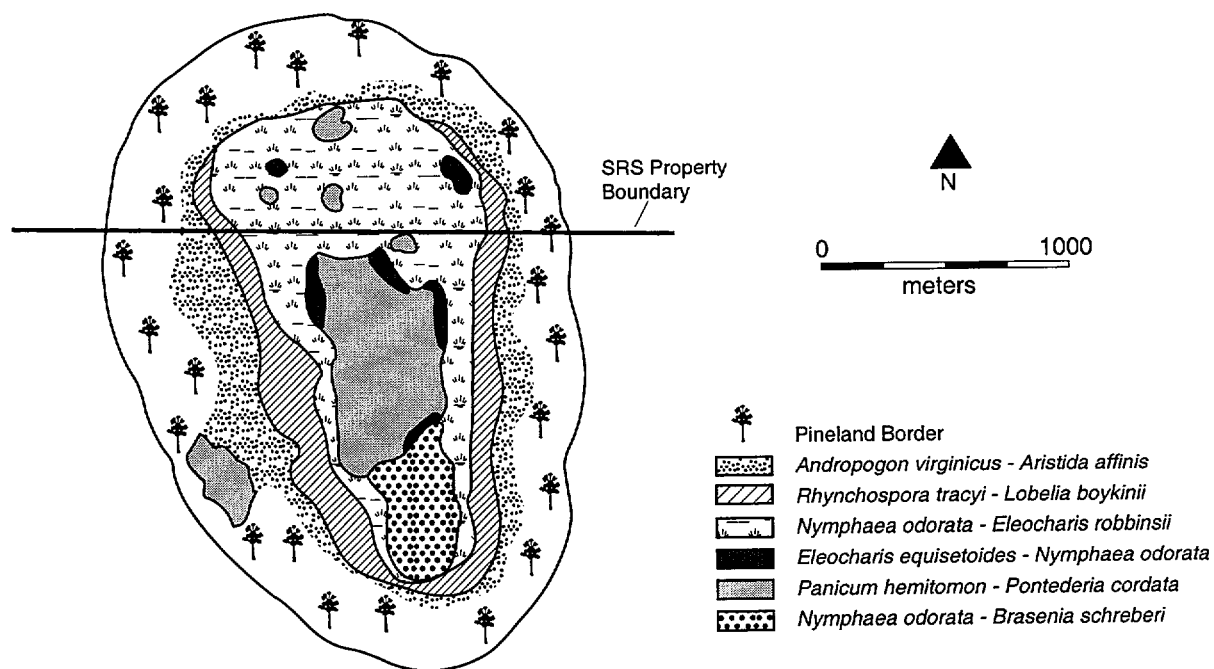 SRS Property
Boundary
N
0 1000
meters
Pineland Border
Andropogon virginicus - Aristida affinis
Rhynchospora tracyi - Lobelia boykinii
Nymphaea odorata - Eleocharis robbinsii
Eleocharis equisetoides - Nymphaea odorata
Panicum hemitomon - Pontederia cordata
Nymphaea odorata - Brasenia schreberi